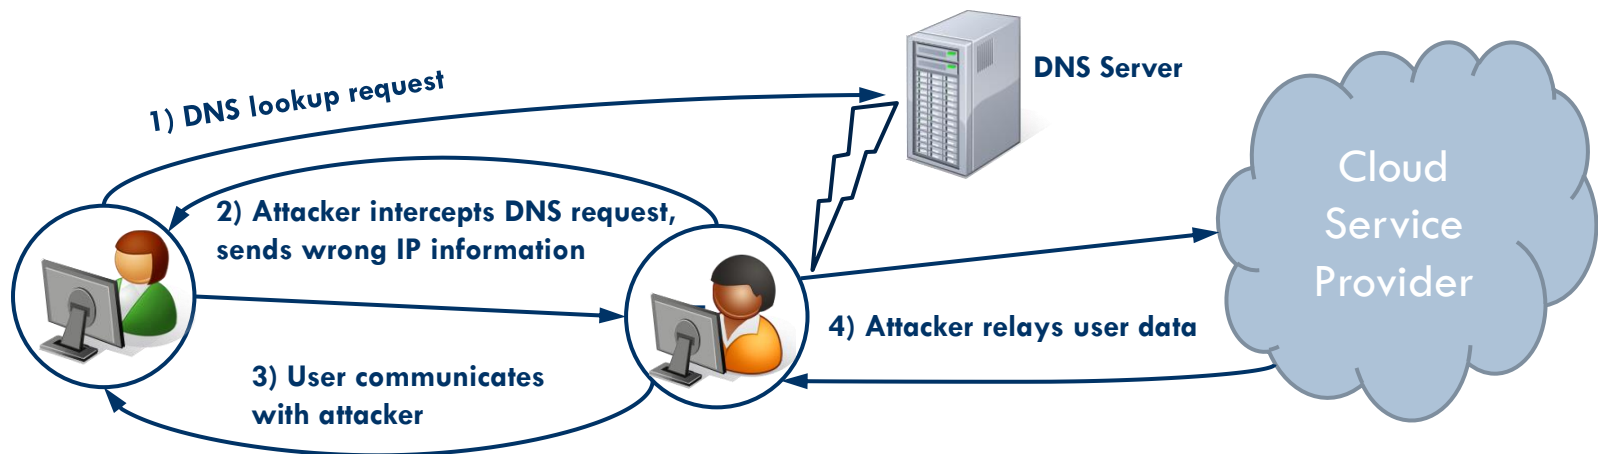 1) DNS lookup request
DNS Server
2) Attacker intercepts DNS request,
sends wrong IP information
3) User communicates
with attacker
4) Attacker relays user data
Cloud
Service
Provider